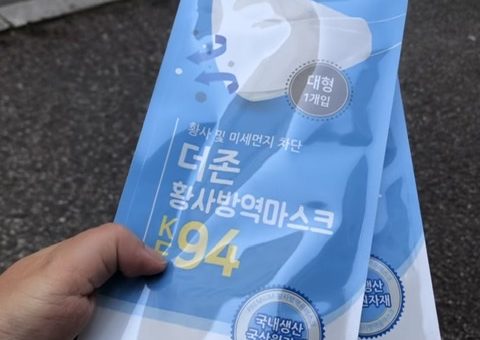 대형
1개입
황사 및 미세먼지 차단
더존
황사방역마스크
KF94
국내생산